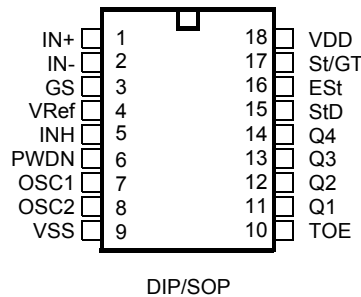 IN+ 1 18 VDD
IN- 2 17 St/GT
GS 3 16 ESt
VRef 4 15 StD
INH 5 14 Q4
PWDN 6 13 Q3
OSC1 7 12 Q2
OSC2 8 11 Q1
VSS 9 10 TOE
DIP/SOP